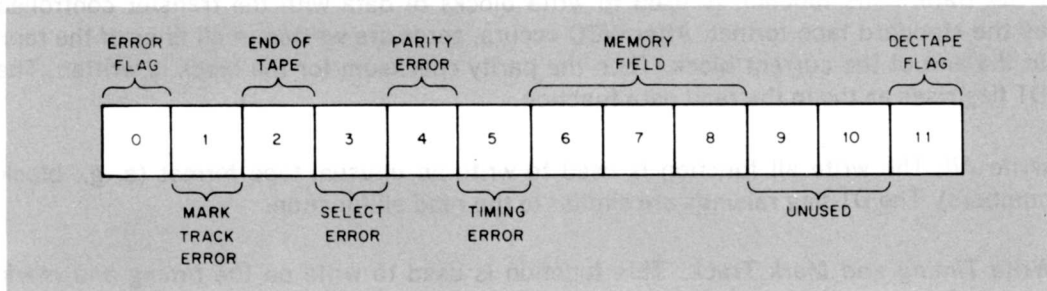 ERROR END OF PARITY MEMORY DECTAPE
FLAG TAPE ERROR FIELD FLAG
0 1 2 3 4 5 6 7 8 9 10 11
MARK SELECT TIMING UNUSED
TRACK ERROR ERROR
ERROR